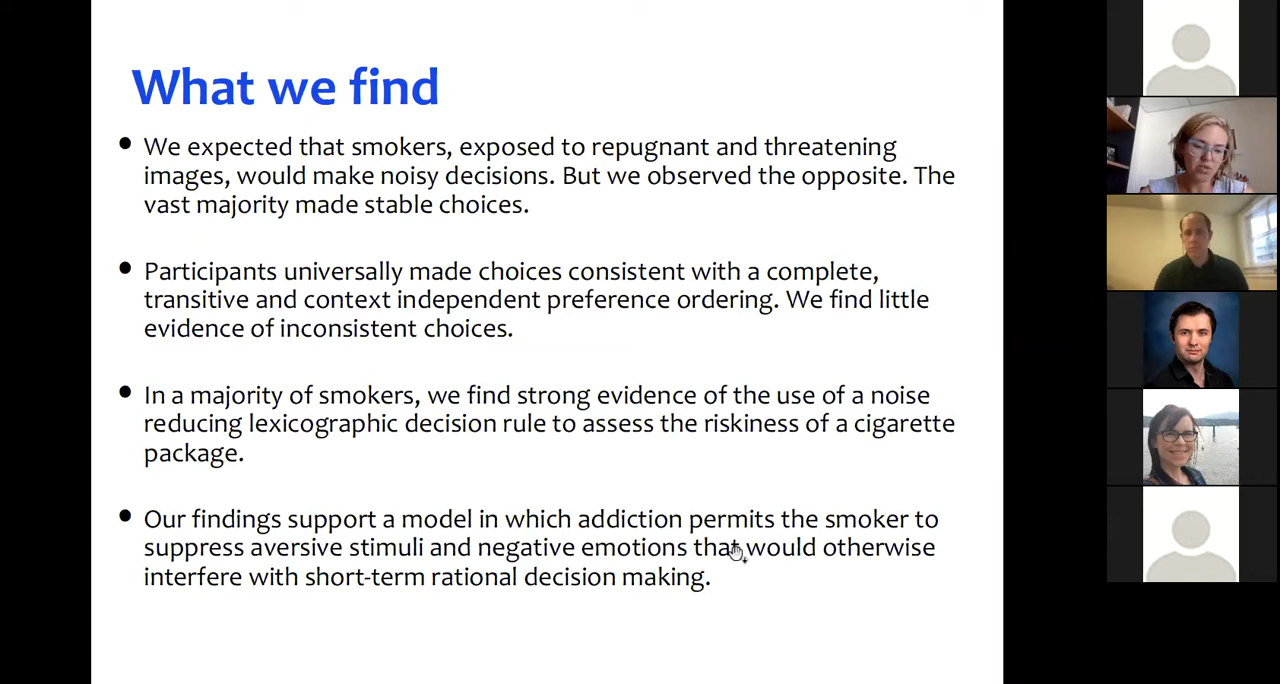 What we find
• We expected that smokers, exposed to repugnant and threatening
images, would make noisy decisions. But we observed the opposite. The
vast majority made stable choices.
• Participants universally made choices consistent with a complete,
transitive and context independent preference ordering. We find little
evidence of inconsistent choices.
• In a majority of smokers, we find strong evidence of the use of a noise
reducing lexicographic decision rule to assess the riskiness of a cigarette
package.
• Our findings support a model in which addiction permits the smoker to
suppress aversive stimuli and negative emotions that would otherwise
interfere with short-term rational decision making.